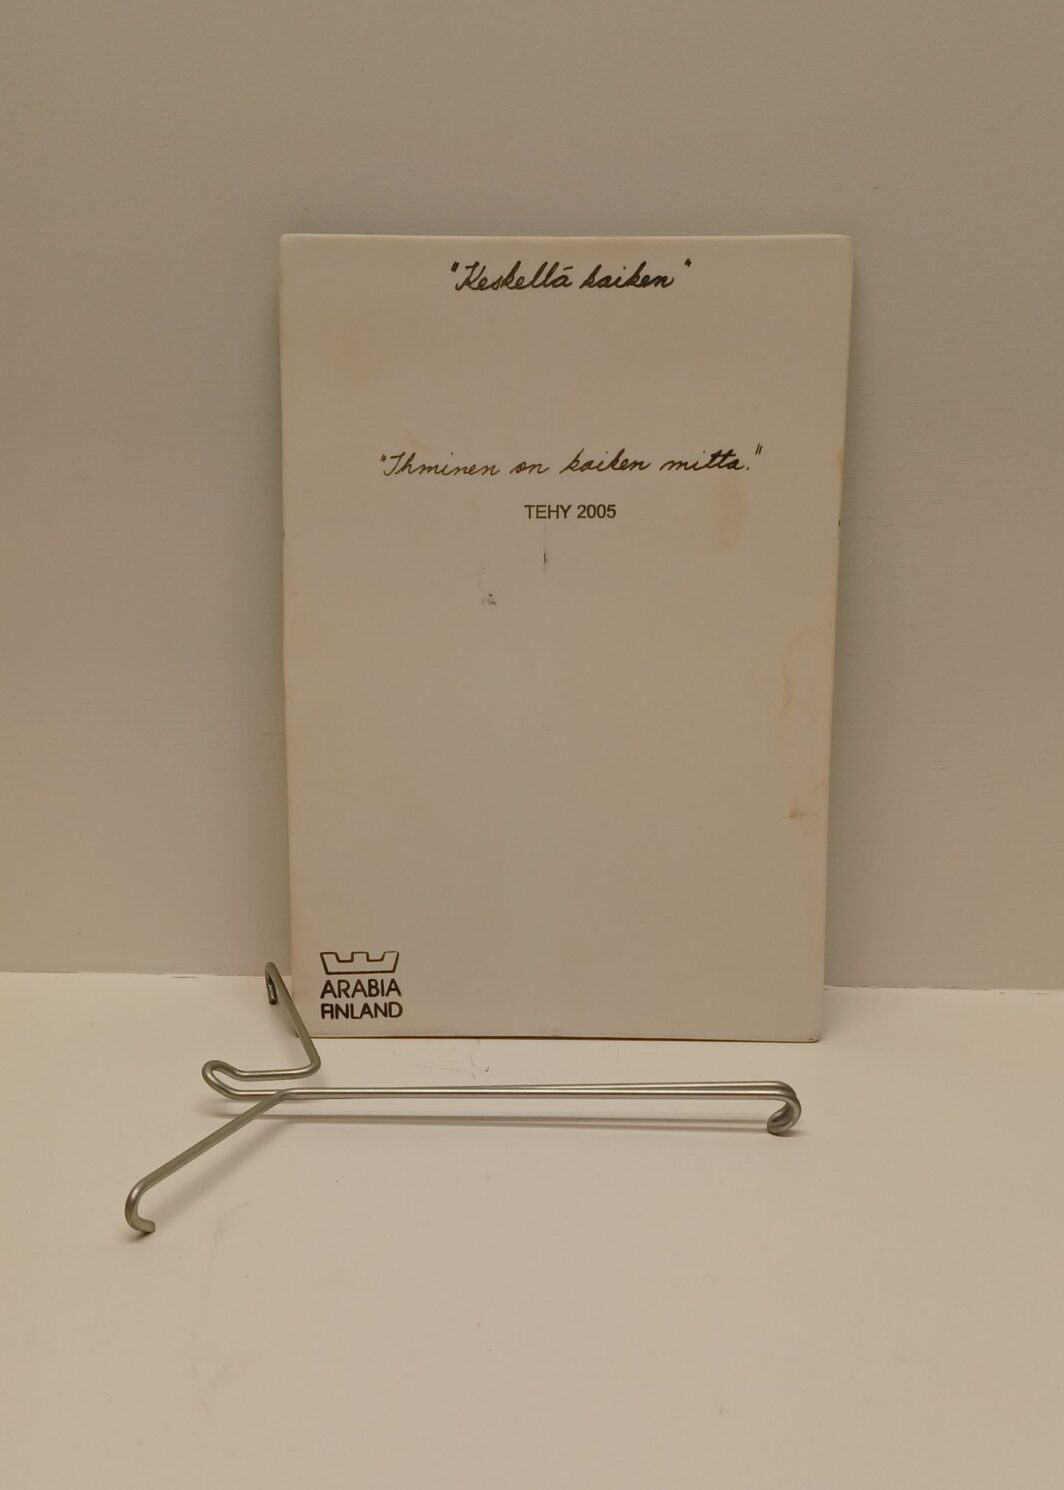 "Keskellä kaiken"
"Ihminen on kaiken mitta."
TEHY 2005
ARABIA
FINLAND